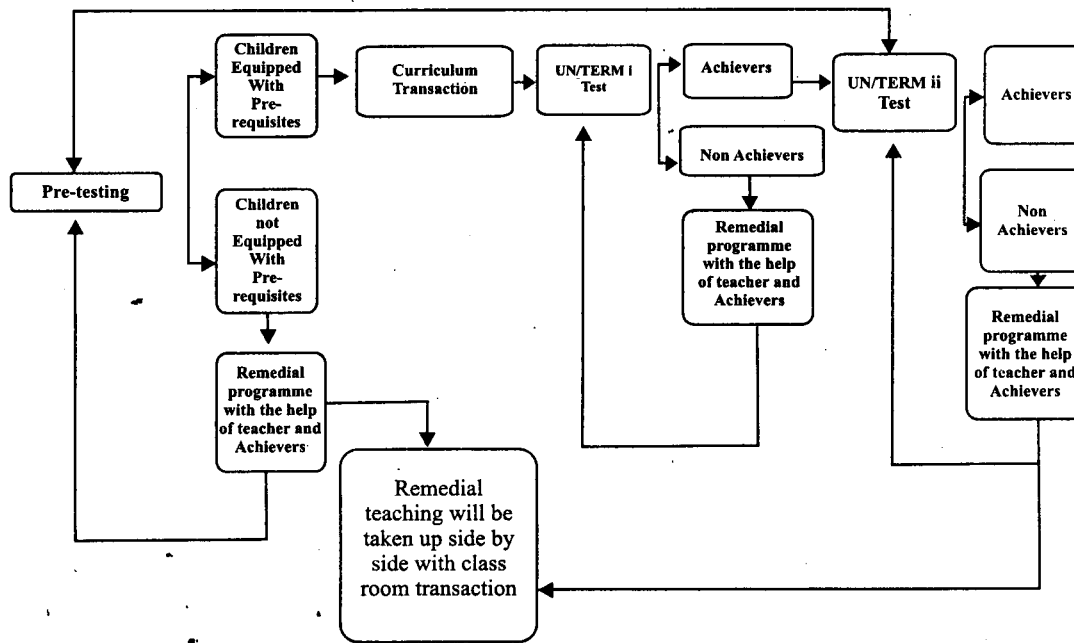 Children
Equipped
With
Pre-
requisites
Curriculum
Transaction
UN/TERM i
Test
Achievers
Non Achievers
UN/TERM ii
Test
Achievers
Non
Achievers
Pre-testing
Children
not
Equipped
With
Pre-
requisites
Remedial
programme
with the help
of teacher and
Achievers
Remedial
programme
with the help
of teacher and
Achievers
Remedial
programme
with the help
of teacher and
Achievers
Remedial
teaching will be
taken up side by
side with class
room transaction